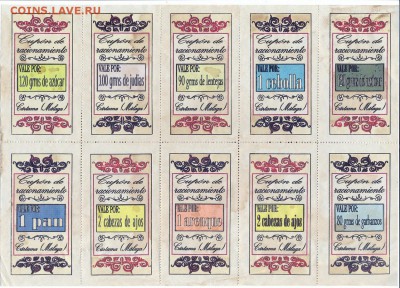 COINS.LAVE.RU
Cupón de
racionamiento
VALE POR:
120 grms de azúcar
Cártama (Málaga)
Cupón de
racionamiento
VALE POR:
100 grms de judías
Cártama (Málaga)
Cupón de
racionamiento
VALE POR:
90 grms de lentejas
Cártama (Málaga)
Cupón de
racionamiento
VALE POR:
1
Cártama (Málaga)
Cupón de
racionamiento
VALE POR:
Cártama (Málaga)
Cupón de
racionamiento
VALE POR:
1 pan
Cártama (Málaga)
Cupón de
racionamiento
VALE POR:
2 cabezas de ajos
Cártama (Málaga)
Cupón de
racionamiento
VALE POR:
1
Cártama (Málaga)
Cupón de
racionamiento
VALE POR:
2 cabezas de ajos
Cártama (Málaga)
Cupón de
racionamiento
VALE POR:
80 grms de garbanzos
Cártama (Málaga)